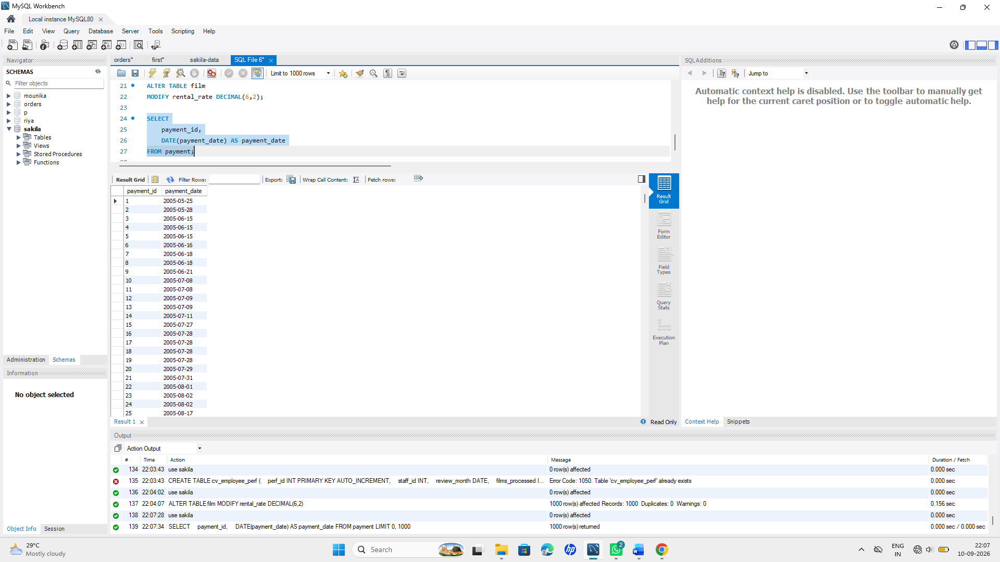 MySQL Workbench
Local instance MySQL80
File Edit View Query Database Server Tools Scripting Help
Navigator
SCHEMAS
Filter objects
mounika
orders
p
riya
sakila
Tables
Views
Stored Procedures
Functions
Administration Schemas
Information
No object selected
Object Info Session
orders* first* sakila-data SQL File 6*
Limit to 1000 rows
21 ALTER TABLE film
22 MODIFY rental_rate DECIMAL(6,2);
23
24 SELECT
25 payment_id,
26 DATE(payment_date) AS payment_date
27 FROM payment;
Result Grid Filter Rows: Export: Wrap Cell Content: Fetch rows:
payment_id payment_date
1 2005-05-25
2 2005-05-28
3 2005-06-15
4 2005-06-15
5 2005-06-15
6 2005-06-16
7 2005-06-18
8 2005-06-18
9 2005-06-21
10 2005-07-08
11 2005-07-08
12 2005-07-09
13 2005-07-09
14 2005-07-11
15 2005-07-27
16 2005-07-28
17 2005-07-28
18 2005-07-28
19 2005-07-28
20 2005-07-29
21 2005-07-31
22 2005-08-01
23 2005-08-02
24 2005-08-02
25 2005-08-17
Result Grid
Form Editor
Field Types
Query Stats
Execution Plan
Result 1
Read Only
SQLAdditions
Jump to
Automatic context help is disabled. Use the toolbar to manually get
help for the current caret position or to toggle automatic help.
Context Help Snippets
Output
Action Output
# Time Action Message Duration / Fetch
134 22:03:43 use sakila 0 row(s) affected 0.000 sec
135 22:03:43 CREATE TABLE cv_employee_perf ( perf_id INT PRIMARY KEY AUTO_INCREMENT, staff_id INT, review_month DATE, films_processed I... Error Code: 1050. Table 'cv_employee_perf' already exists 0.000 sec
136 22:04:02 use sakila 0 row(s) affected 0.000 sec
137 22:04:07 ALTER TABLE film MODIFY rental_rate DECIMAL(6,2) 1000 row(s) affected Records: 1000 Duplicates: 0 Warnings: 0 0.156 sec
138 22:07:28 use sakila 0 row(s) affected 0.000 sec
139 22:07:34 SELECT payment_id, DATE(payment_date) AS payment_date FROM payment LIMIT 0, 1000 1000 row(s) returned 0.000 sec / 0.000 sec
29°C
Mostly cloudy
Search
2
ENG
IN
22:07
10-09-2026